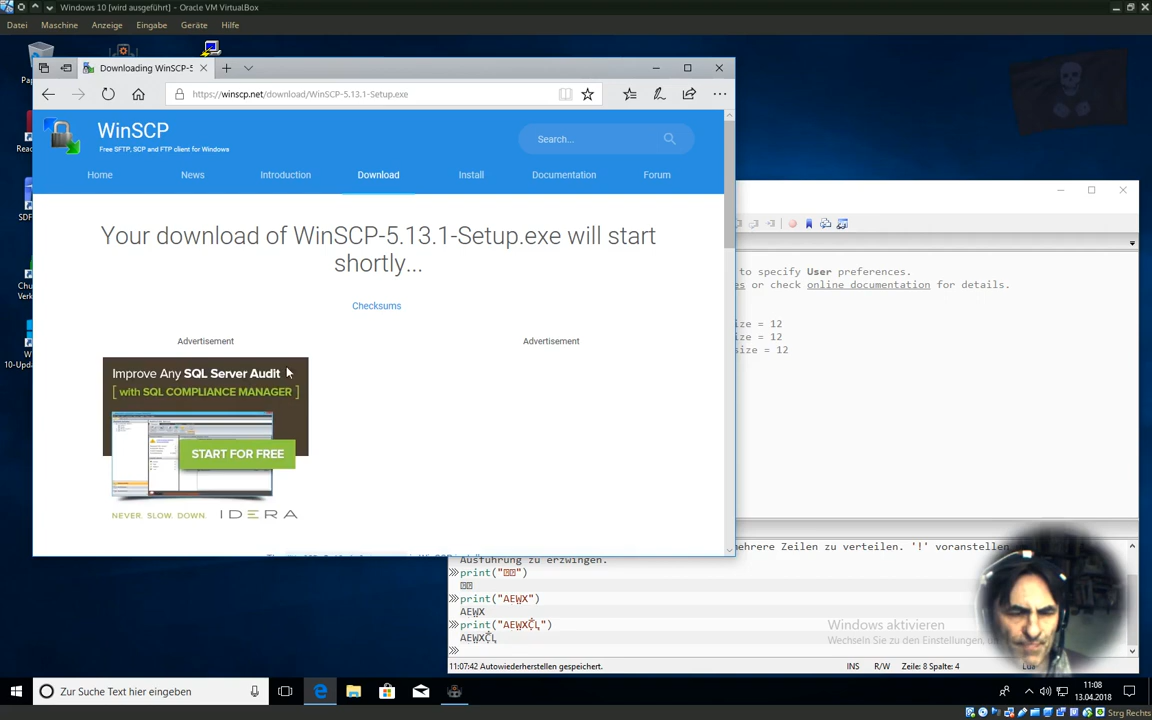 Windows 10 [wird ausgeführt] - Oracle VM VirtualBox
Datei Maschine Anzeige Eingabe Geräte Hilfe
Downloading WinSCP-5
https://winscp.net/download/WinSCP-5.13.1-Setup.exe
WinSCP
Free SFTP, SCP and FTP client for Windows
Search...
Home News Introduction Download Install Documentation Forum
Your download of WinSCP-5.13.1-Setup.exe will start
shortly...
Checksums
Advertisement Advertisement
Improve Any SQL Server Audit
[ with SQL COMPLIANCE MANAGER ]
START FOR FREE
NEVER. SLOW. DOWN. IDERA
to specify User preferences.
or check online documentation for details.
size = 12
size = 12
size = 12
mehrere Zeilen zu verteilen. '!' voranstellen
Ausführung zu erzwingen.
AEWX
Windows aktivieren
Wechseln Sie zu den Einstellungen,
11:07:42 Autowiederherstellen gespeichert. INS R/W Zeile: 8 Spalte: 4 Lua
Zur Suche Text hier eingeben
11:08
13.04.2018
Strg Rechts